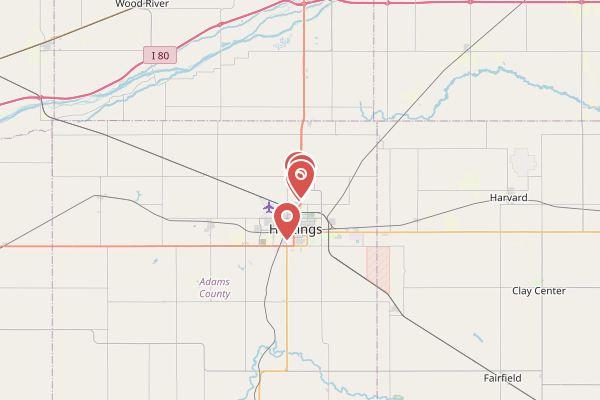 Wood River
I 80
Harvard
Hastings
Adams
County
Clay Center
Fairfield